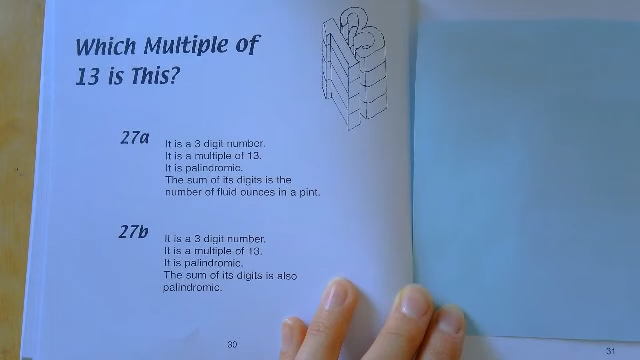 Which Multiple of
13 is This?
27a
It is a 3 digit number.
It is a multiple of 13.
It is palindromic.
The sum of its digits is the
number of fluid ounces in a pint.
27b
It is a 3 digit number.
It is a multiple of 13.
It is palindromic.
The sum of its digits is also
palindromic.
30
31